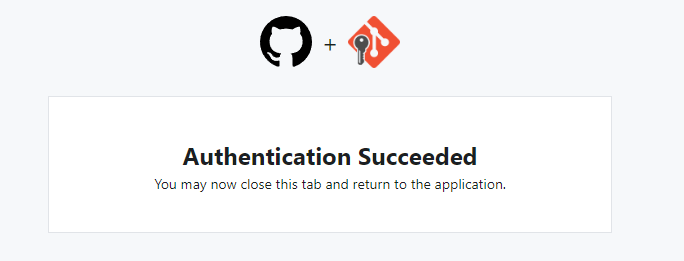 +
Authentication Succeeded
You may now close this tab and return to the application.